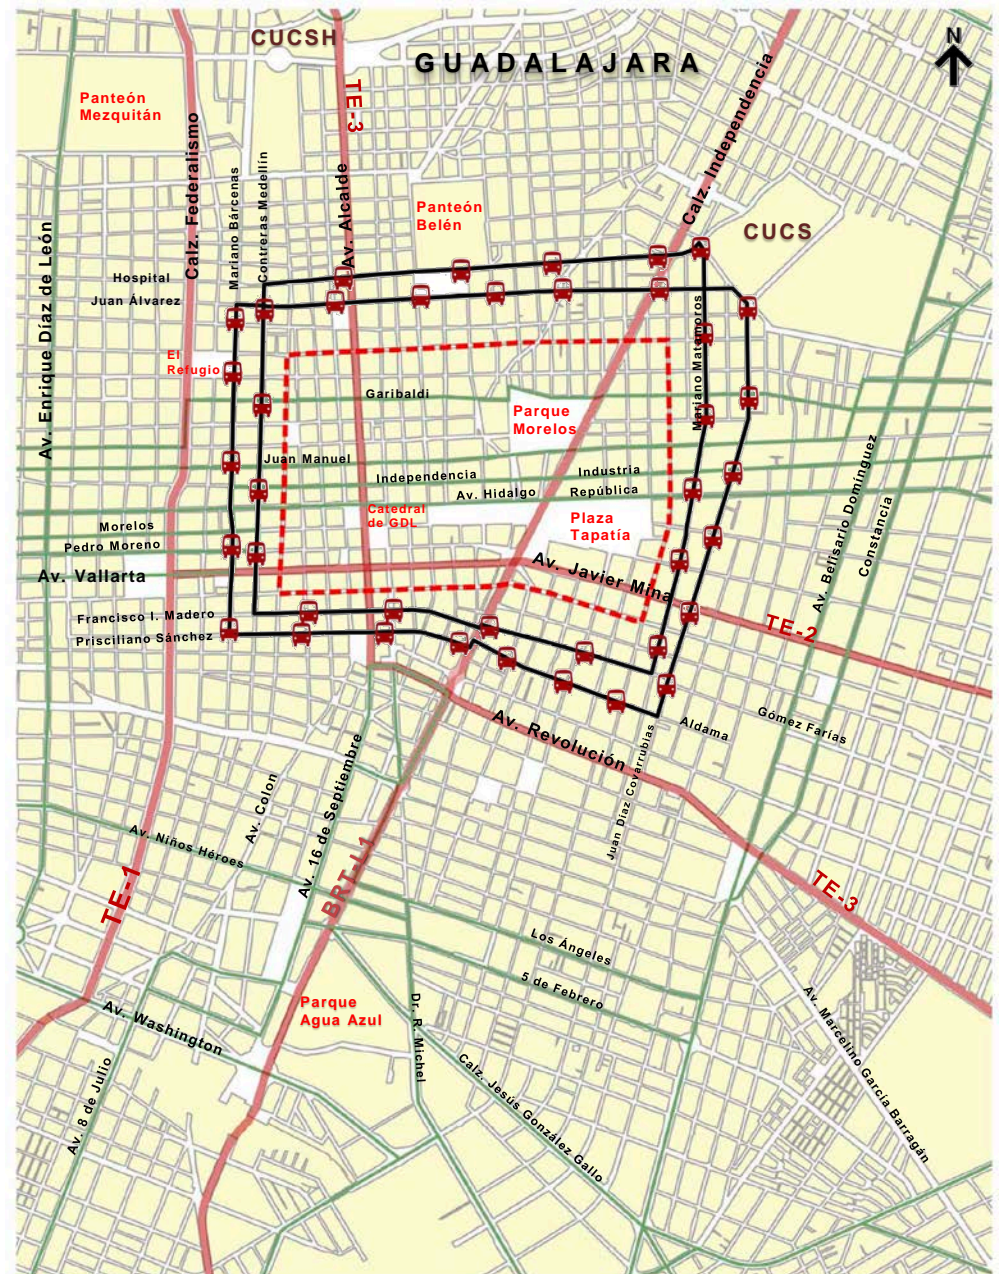 CUCSH
GUADALAJARA
N
Panteón
Mezquitán
TE-3
Calz. Independencia
Calz. Federalismo
Mariano Bárcenas
Contreras Medellín
Av. Alcalde
Panteón
Belén
CUCS
Av. Enrique Díaz de León
Hospital
Juan Álvarez
El
Refugio
Mariano Matamoros
Garibaldi
Parque
Morelos
Juan Manuel
Independencia
Industria
Av. Hidalgo
República
Catedral
de GDL
Plaza
Tapatía
Morelos
Pedro Moreno
Av. Vallarta
Av. Javier Mina
Av. Belisario Domínguez
Constancia
Francisco I. Madero
Prisciliano Sánchez
TE-2
Av. Revolución
Aldama
Gómez Farías
Juan Díaz Covarrubias
Av. Colon
Av. 16 de Septiembre
Av. Niños Héroes
BRT-L1
TE-1
TE-3
Los Ángeles
5 de Febrero
Parque
Agua Azul
Av. Washington
Dr. R. Michel
Av. Marcelino García Barragán
Calz. Jesús González Gallo
Av. 8 de Julio